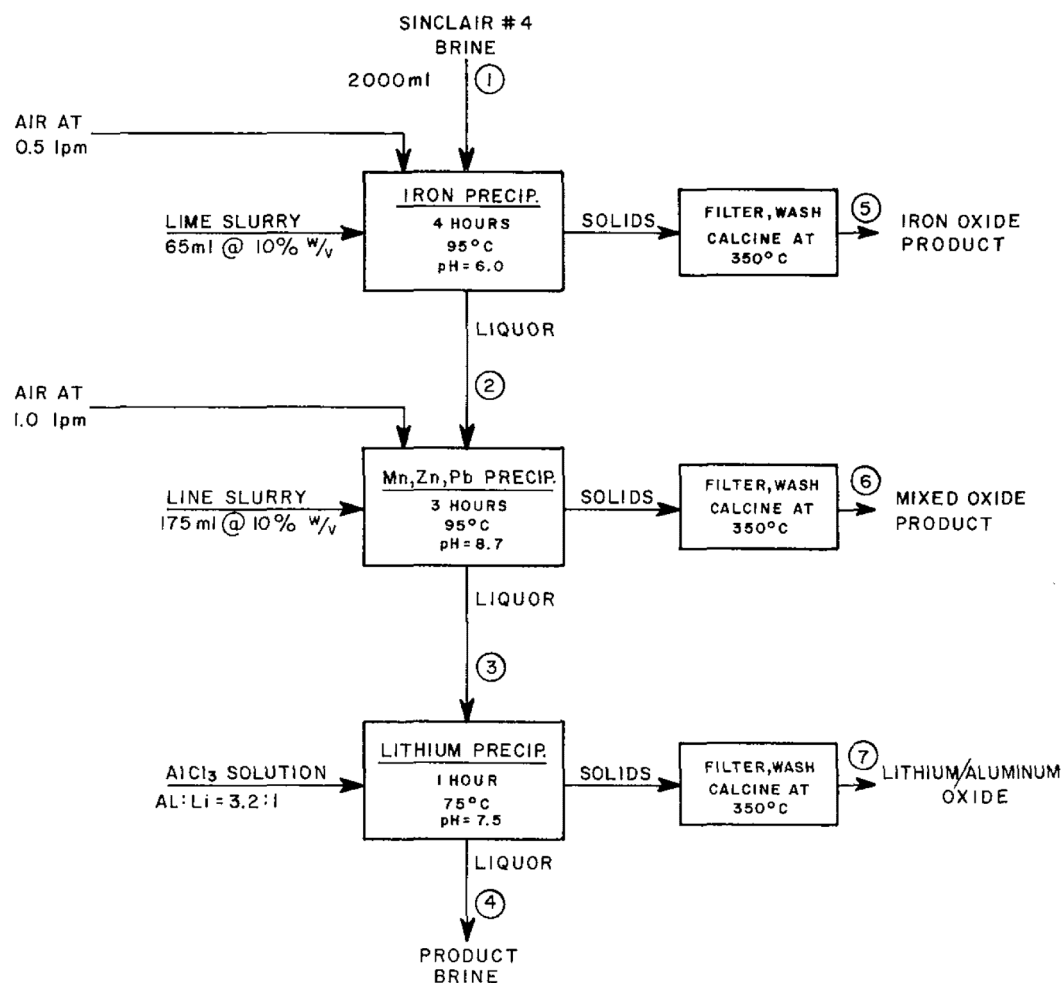 SINCLAIR #4
BRINE
2000ml
1
AIR AT
0.5 lpm
IRON PRECIP.
4 HOURS
95°C
pH=6.0
LIME SLURRY
65ml @ 10% w/v
SOLIDS
FILTER, WASH
CALCINE AT
350°C
5
IRON OXIDE
PRODUCT
LIQUOR
2
AIR AT
1.0 lpm
Mn,Zn,Pb PRECIP.
3 HOURS
95°C
pH=8.7
LINE SLURRY
175ml @ 10% w/v
SOLIDS
FILTER, WASH
CALCINE AT
350°C
6
MIXED OXIDE
PRODUCT
LIQUOR
3
LITHIUM PRECIP.
1 HOUR
75°C
pH=7.5
AlCl3 SOLUTION
AL:Li=3.2:1
SOLIDS
FILTER, WASH
CALCINE AT
350°C
7
LITHIUM/ALUMINUM
OXIDE
LIQUOR
4
PRODUCT
BRINE